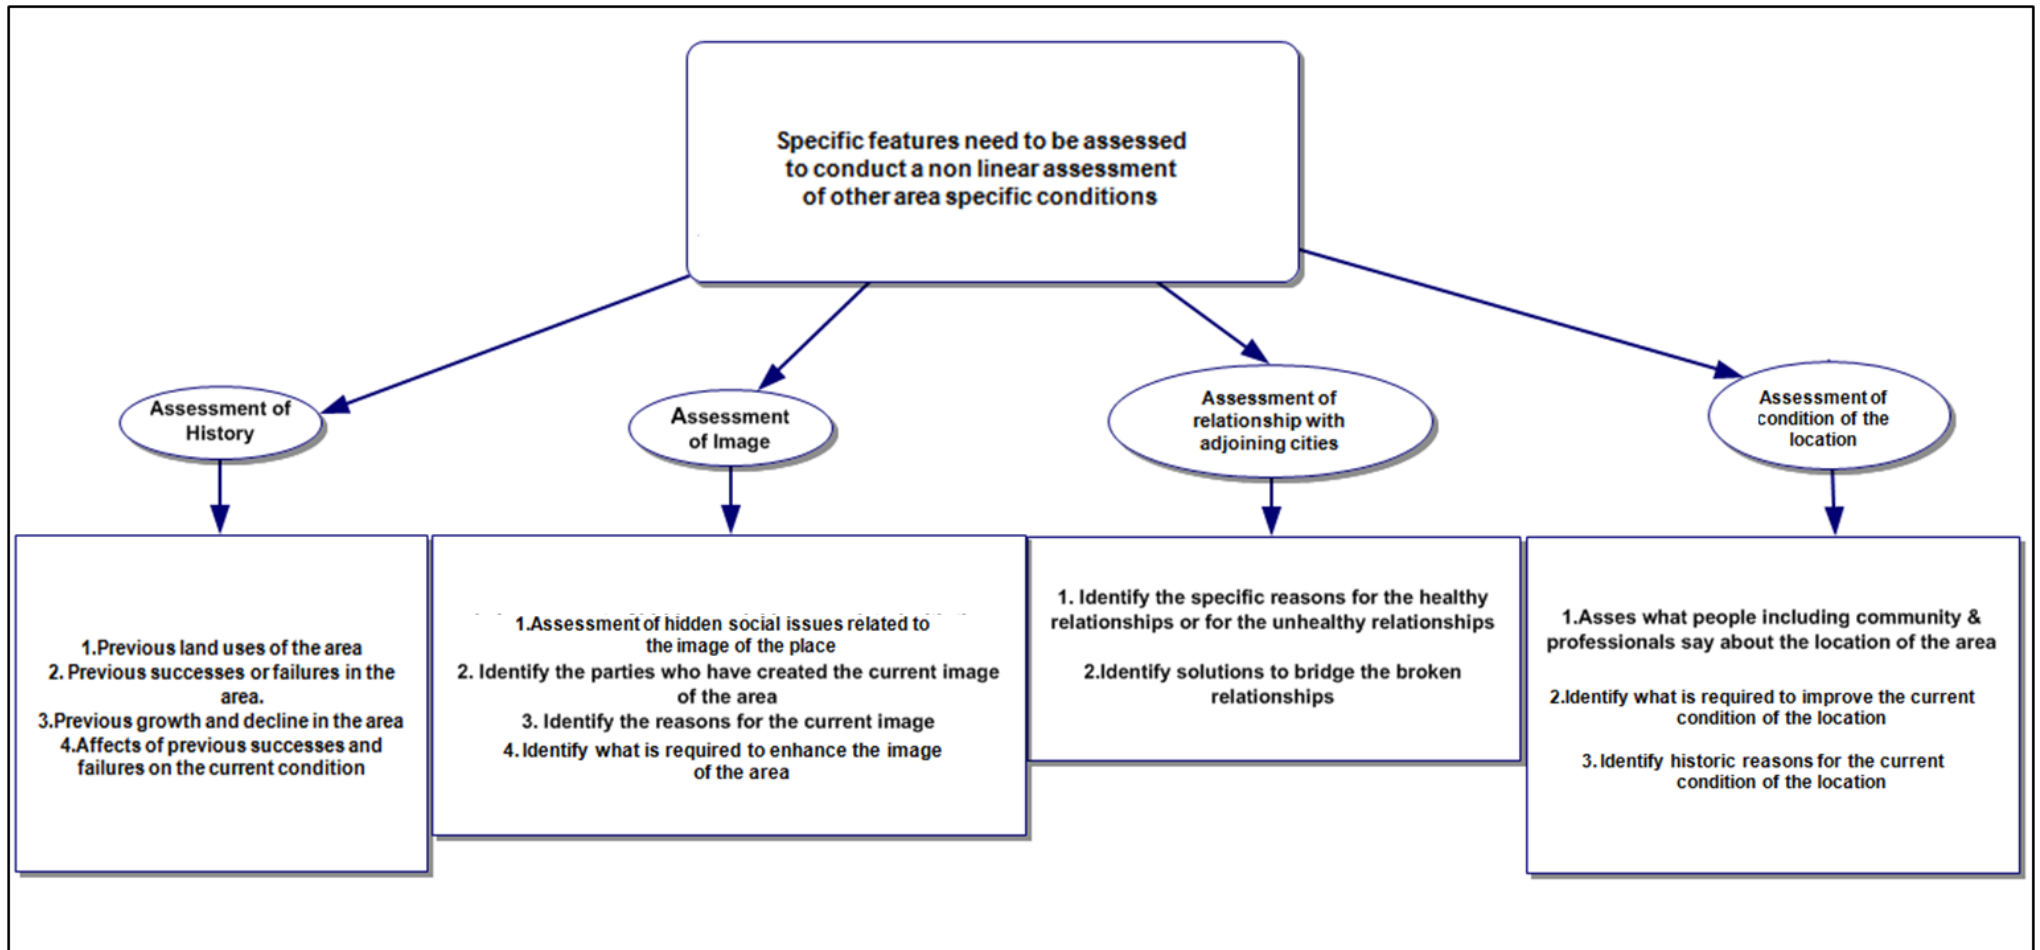 Specific features need to be assessed
to conduct a non linear assessment
of other area specific conditions
Assessment of
History
Assessment
of Image
Assessment of
relationship with
adjoining cities
Assessment of
condition of the
location
1.Previous land uses of the area
2. Previous successes or failures in the
area.
3.Previous growth and decline in the area
4.Affects of previous successes and
failures on the current condition
1.Assessment of hidden social issues related to
the image of the place
2. Identify the parties who have created the current image
of the area
3. Identify the reasons for the current image
4. Identify what is required to enhance the image
of the area
1. Identify the specific reasons for the healthy
relationships or for the unhealthy relationships
2.Identify solutions to bridge the broken
relationships
1.Asses what people including community &
professionals say about the location of the area
2.Identify what is required to improve the current
condition of the location
3. Identify historic reasons for the current
condition of the location